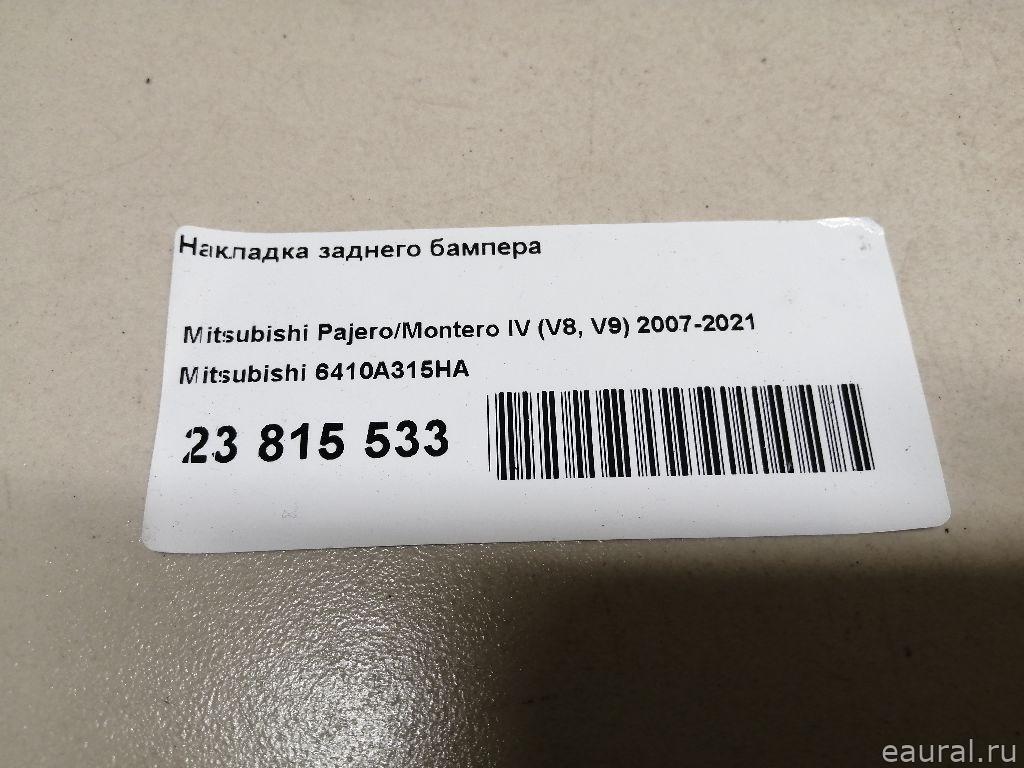 Накладка заднего бампера
Mitsubishi Pajero/Montero IV (V8, V9) 2007-2021
Mitsubishi 6410A315HA
23 815 533
eaural.ru